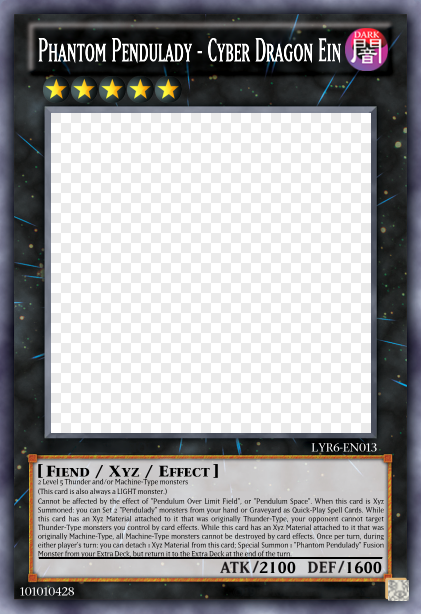 Phantom Pendulady - Cyber Dragon Ein
DARK
闇
LYR6-EN013
[ Fiend / Xyz / Effect ]
2 Level 5 Thunder and/or Machine-Type monsters
(This card is also always a LIGHT monster.)
Cannot be affected by the effect of "Pendulum Over Limit Field", or "Pendulum Space". When this card is Xyz
Summoned: you can Set 2 "Pendulady" monsters from your hand or Graveyard as Quick-Play Spell Cards. While
this card has an Xyz Material attached to it that was originally Thunder-Type, your opponent cannot target
Thunder-Type monsters you control by card effects. While this card has an Xyz Material attached to it that was
originally Machine-Type, all Machine-Type monsters cannot be destroyed by card effects. Once per turn, during
either player's turn: you can detach 1 Xyz Material from this card; Special Summon 1 "Phantom Pendulady" Fusion
Monster from your Extra Deck, but return it to the Extra Deck at the end of the turn.
ATK/2100 DEF/1600
101010428